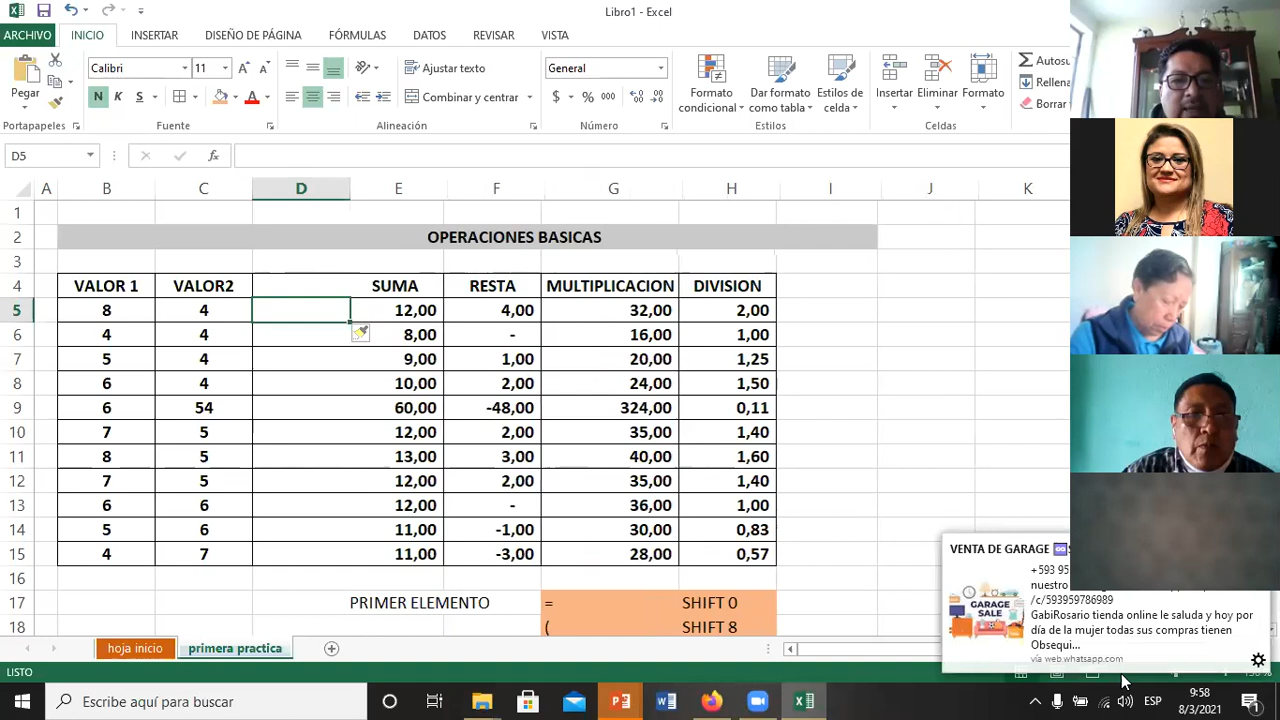 Libro1 - Excel
ARCHIVO INICIO INSERTAR DISEÑO DE PÁGINA FÓRMULAS DATOS REVISAR VISTA
Calibri 11 Ajustar texto General Autosu
Rellena
Pegar N K S Combinar y centrar $ % 000 Formato condicional Dar formato como tabla Estilos de celda Insertar Eliminar Formato Borrar
Portapapeles Fuente Alineación Número Estilos Celdas
D5 fx
A B C D E F G H I J K
1
2 OPERACIONES BASICAS
3
4 VALOR 1 VALOR2 SUMA RESTA MULTIPLICACION DIVISION
5 8 4 12,00 4,00 32,00 2,00
6 4 4 8,00 - 16,00 1,00
7 5 4 9,00 1,00 20,00 1,25
8 6 4 10,00 2,00 24,00 1,50
9 6 54 60,00 -48,00 324,00 0,11
10 7 5 12,00 2,00 35,00 1,40
11 8 5 13,00 3,00 40,00 1,60
12 7 5 12,00 2,00 35,00 1,40
13 6 6 12,00 - 36,00 1,00
14 5 6 11,00 -1,00 30,00 0,83
15 4 7 11,00 -3,00 28,00 0,57
16
17 PRIMER ELEMENTO = SHIFT 0
18 ( SHIFT 8
hoja inicio primera practica
LISTO
VENTA DE GARAGE
+593 95
nuestro
/c/593959786989
GabiRosario tienda online le saluda y hoy por
día de la mujer todas sus compras tienen
Obsequi...
vía web.whatsapp.com
GARAGE
SALE
Escribe aquí para buscar
ESP
9:58
8/3/2021